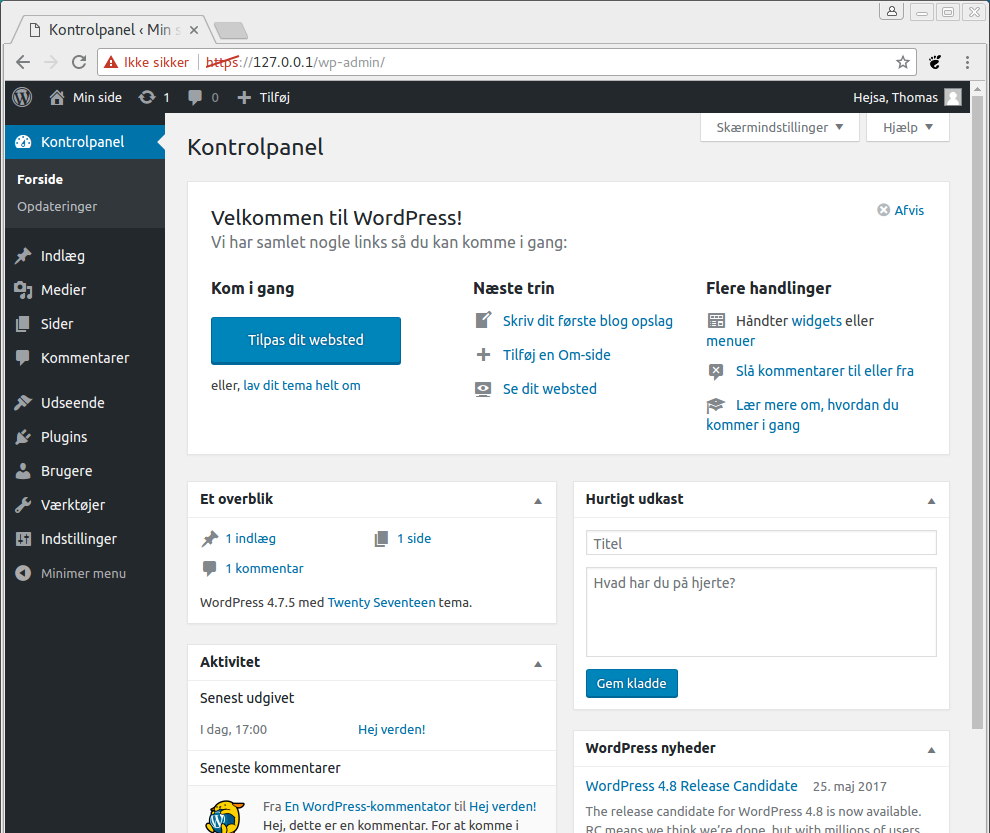 Kontrolpanel ‹ Min s
Ikke sikker https://127.0.0.1/wp-admin/
Min side 1 0 Tilføj Hejsa, Thomas
Skærmindstillinger Hjælp
Kontrolpanel
Forside
Opdateringer
Indlæg
Medier
Sider
Kommentarer
Udseende
Plugins
Brugere
Værktøjer
Indstillinger
Minimer menu
Kontrolpanel
Velkommen til WordPress!
Afvis
Vi har samlet nogle links så du kan komme i gang:
Kom i gang
Tilpas dit websted
eller, lav dit tema helt om
Næste trin
Skriv dit første blog opslag
Tilføj en Om-side
Se dit websted
Flere handlinger
Håndter widgets eller
menuer
Slå kommentarer til eller fra
Lær mere om, hvordan du
kommer i gang
Et overblik
1 indlæg 1 side
1 kommentar
WordPress 4.7.5 med Twenty Seventeen tema.
Aktivitet
Senest udgivet
I dag, 17:00 Hej verden!
Seneste kommentarer
Fra En WordPress-kommentator til Hej verden!
Hej, dette er en kommentar. For at komme i
Hurtigt udkast
Titel
Hvad har du på hjerte?
Gem kladde
WordPress nyheder
WordPress 4.8 Release Candidate 25. maj 2017
The release candidate for WordPress 4.8 is now available.
RC means we think we're done, but with millions of users